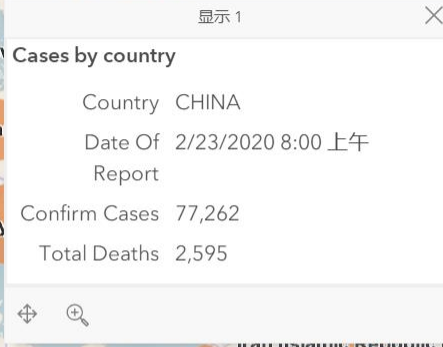 显示 1
Cases by country
Country CHINA
Date Of 2/23/2020 8:00 上午
Report
Confirm Cases 77,262
Total Deaths 2,595